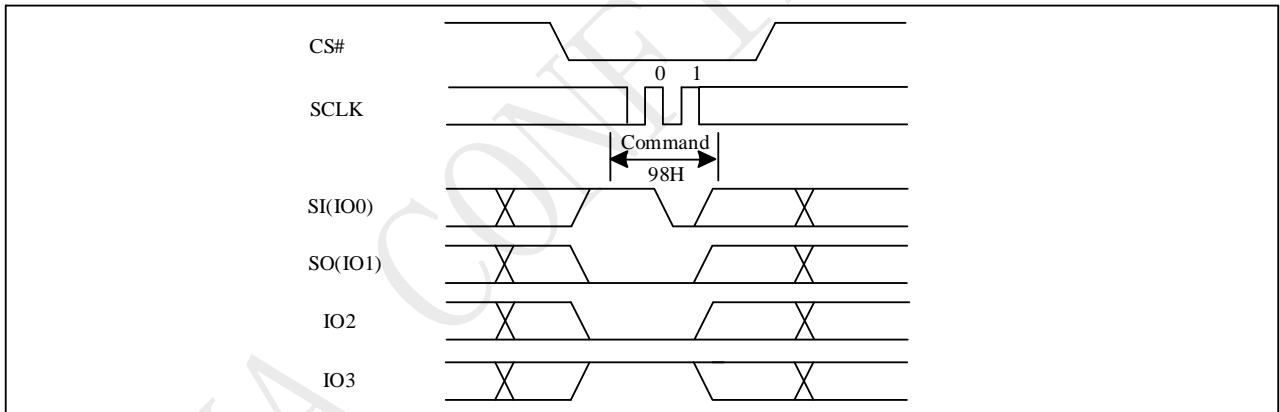 CS#
0 1
SCLK
Command
98H
SI(IO0)
SO(IO1)
IO2
IO3